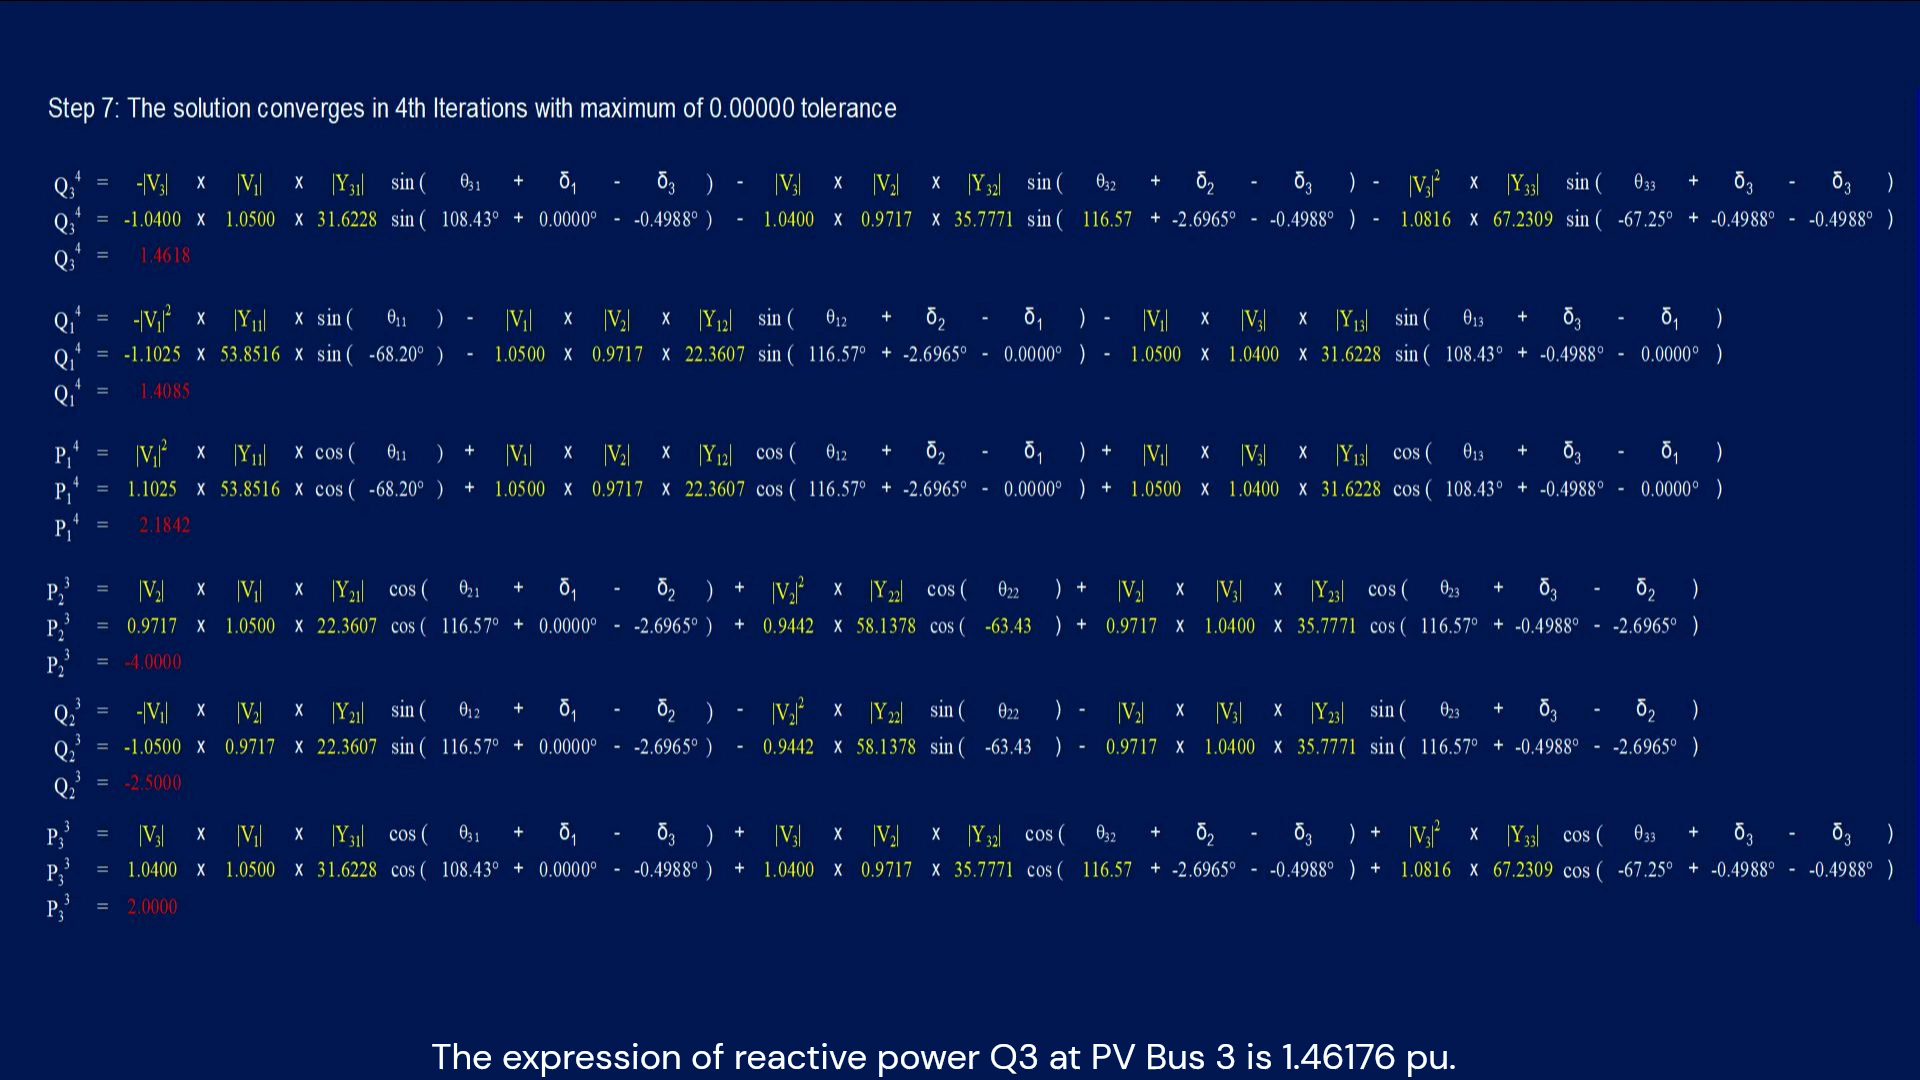 Step 7: The solution converges in 4th Iterations with maximum of 0.00000 tolerance
Q₃⁴ = -|V₃| x |V₁| x |Y₃₁| sin ( θ₃₁ + δ₁ - δ₃ ) - |V₃| x |V₂| x |Y₃₂| sin ( θ₃₂ + δ₂ - δ₃ ) - |V₃|² x |Y₃₃| sin ( θ₃₃ + δ₃ - δ₃ )
Q₃⁴ = -1.0400 x 1.0500 x 31.6228 sin ( 108.43° + 0.0000° - -0.4988° ) - 1.0400 x 0.9717 x 35.7771 sin ( 116.57 + -2.6965° - -0.4988° ) - 1.0816 x 67.2309 sin ( -67.25° + -0.4988° - -0.4988° )
Q₃⁴ = 1.4618
Q₁⁴ = -|V₁|² x |Y₁₁| x sin ( θ₁₁ ) - |V₁| x |V₂| x |Y₁₂| sin ( θ₁₂ + δ₂ - δ₁ ) - |V₁| x |V₃| x |Y₁₃| sin ( θ₁₃ + δ₃ - δ₁ )
Q₁⁴ = -1.1025 x 53.8516 x sin ( -68.20° ) - 1.0500 x 0.9717 x 22.3607 sin ( 116.57° + -2.6965° - 0.0000° ) - 1.0500 x 1.0400 x 31.6228 sin ( 108.43° + -0.4988° - 0.0000° )
Q₁⁴ = 1.4085
P₁⁴ = |V₁|² x |Y₁₁| x cos ( θ₁₁ ) + |V₁| x |V₂| x |Y₁₂| cos ( θ₁₂ + δ₂ - δ₁ ) + |V₁| x |V₃| x |Y₁₃| cos ( θ₁₃ + δ₃ - δ₁ )
P₁⁴ = 1.1025 x 53.8516 x cos ( -68.20° ) + 1.0500 x 0.9717 x 22.3607 cos ( 116.57° + -2.6965° - 0.0000° ) + 1.0500 x 1.0400 x 31.6228 cos ( 108.43° + -0.4988° - 0.0000° )
P₁⁴ = 2.1842
P₂³ = |V₂| x |V₁| x |Y₂₁| cos ( θ₂₁ + δ₁ - δ₂ ) + |V₂|² x |Y₂₂| cos ( θ₂₂ ) + |V₂| x |V₃| x |Y₂₃| cos ( θ₂₃ + δ₃ - δ₂ )
P₂³ = 0.9717 x 1.0500 x 22.3607 cos ( 116.57° + 0.0000° - -2.6965° ) + 0.9442 x 58.1378 cos ( -63.43 ) + 0.9717 x 1.0400 x 35.7771 cos ( 116.57° + -0.4988° - -2.6965° )
P₂³ = -4.0000
Q₂³ = -|V₁| x |V₂| x |Y₂₁| sin ( θ₁₂ + δ₁ - δ₂ ) - |V₂|² x |Y₂₂| sin ( θ₂₂ ) - |V₂| x |V₃| x |Y₂₃| sin ( θ₂₃ + δ₃ - δ₂ )
Q₂³ = -1.0500 x 0.9717 x 22.3607 sin ( 116.57° + 0.0000° - -2.6965° ) - 0.9442 x 58.1378 sin ( -63.43 ) - 0.9717 x 1.0400 x 35.7771 sin ( 116.57° + -0.4988° - -2.6965° )
Q₂³ = -2.5000
P₃³ = |V₃| x |V₁| x |Y₃₁| cos ( θ₃₁ + δ₁ - δ₃ ) + |V₃| x |V₂| x |Y₃₂| cos ( θ₃₂ + δ₂ - δ₃ ) + |V₃|² x |Y₃₃| cos ( θ₃₃ + δ₃ - δ₃ )
P₃³ = 1.0400 x 1.0500 x 31.6228 cos ( 108.43° + 0.0000° - -0.4988° ) + 1.0400 x 0.9717 x 35.7771 cos ( 116.57 + -2.6965° - -0.4988° ) + 1.0816 x 67.2309 cos ( -67.25° + -0.4988° - -0.4988° )
P₃³ = 2.0000
The expression of reactive power Q3 at PV Bus 3 is 1.46176 pu.